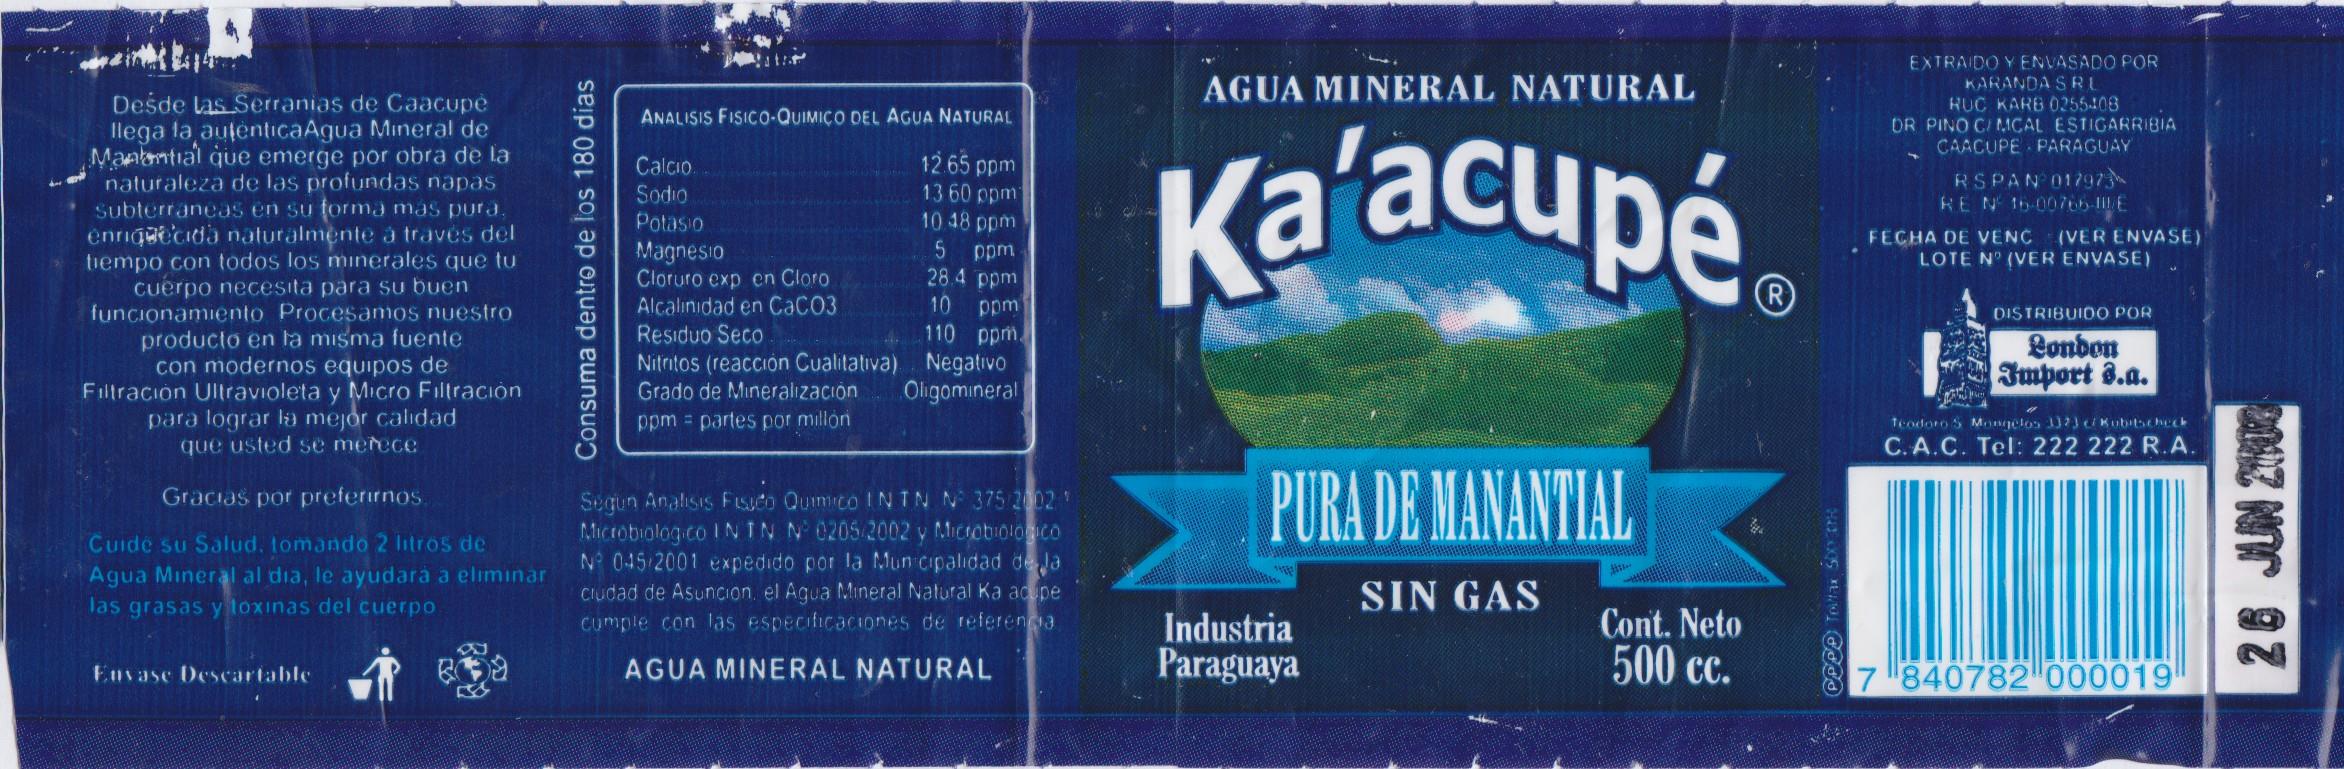 Desde las Serranias de Caacupé
llega la auténticaAgua Mineral de
Manantial que emerge por obra de la
naturaleza de las profundas napas
subterraneas en su forma mas pura,
enriquecida naturalmente a través del
tiempo con todos los minerales que tu
cuerpo necesita para su buen
funcionamiento. Procesamos nuestro
producto en la misma fuente
con modernos equipos de
Filtración Ultravioleta y Micro Filtración
para lograr la mejor calidad
que usted se merece
Gracias por preferirnos.
Cuide su Salud, tomando 2 litros de
Agua Mineral al dia, le ayudará a eliminar
las grasas y toxinas del cuerpo
Envase Descartable
Consuma dentro de los 180 dias
ANALISIS FISICO-QUIMICO DEL AGUA NATURAL
Calcio 12.65 ppm
Sodio 13.60 ppm
Potasio 10.48 ppm
Magnesio 5 ppm
Cloruro exp. en Cloro 28.4 ppm
Alcalinidad en CaCO3 10 ppm
Residuo Seco 110 ppm
Nitritos (reacción Cualitativa) Negativo
Grado de Mineralización Oligomineral
ppm = partes por millón
Según Analisis Fisico Quimico I.N.T.N. Nº 375/2002
Microbiologico I.N.T.N. Nº 0205/2002 y Microbiologico
Nº 045/2001 expedido por la Municipalidad de la
ciudad de Asuncion, el Agua Mineral Natural Ka'acupe
cumple con las especificaciones de referencia.
AGUA MINERAL NATURAL
AGUA MINERAL NATURAL
Ka'acupé ®
PURA DE MANANTIAL
SIN GAS
Industria
Paraguaya
Cont. Neto
500 cc.
EXTRAIDO Y ENVASADO POR
KARANDA S.R.L.
RUC KARB 025540B
DR. PINO C/ MCAL. ESTIGARRIBIA
CAACUPE - PARAGUAY
R.S.P.A Nº 017973
R.E. Nº 16-00766-III/E
FECHA DE VENC. (VER ENVASE)
LOTE Nº (VER ENVASE)
DISTRIBUIDO POR
London
Import S.a.
Teodoro S. Mongelos 3373 c/ Kubitscheck
C.A.C. Tel: 222 222 R.A.
7 840782 000019
26 JUN